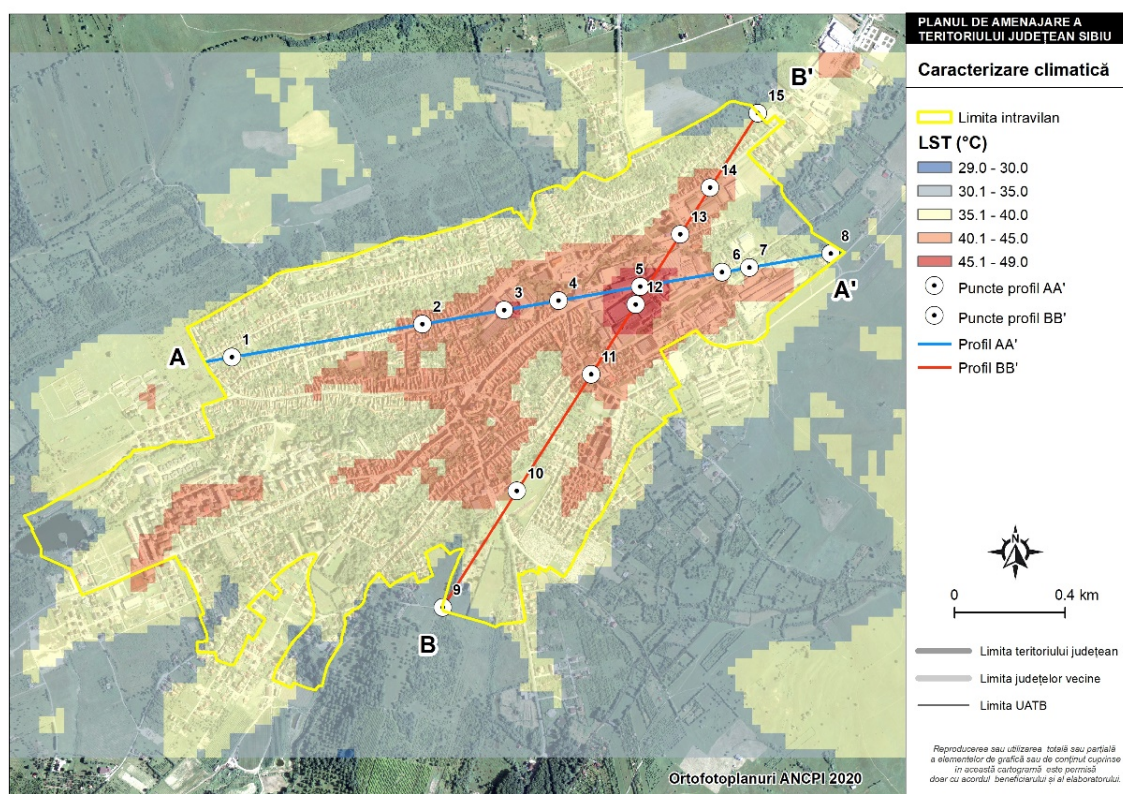 PLANUL DE AMENAJARE A
TERITORIULUI JUDEȚEAN SIBIU
Caracterizare climatică
Limita intravilan
LST (°C)
29.0 - 30.0
30.1 - 35.0
35.1 - 40.0
40.1 - 45.0
45.1 - 49.0
Puncte profil AA'
Puncte profil BB'
Profil AA'
Profil BB'
B'
15
14
13
8
A'
7
6
5
12
4
3
2
A
1
11
10
9
B
N
0 0.4 km
Limita teritoriului județean
Limita județelor vecine
Limita UATB
Reproducerea sau utilizarea totală sau parțială
a elementelor de grafică sau de conținut cuprinse
în această cartogramă este permisă
doar cu acordul beneficiarului și al elaboratorului.
Ortofotoplanuri ANCPI 2020